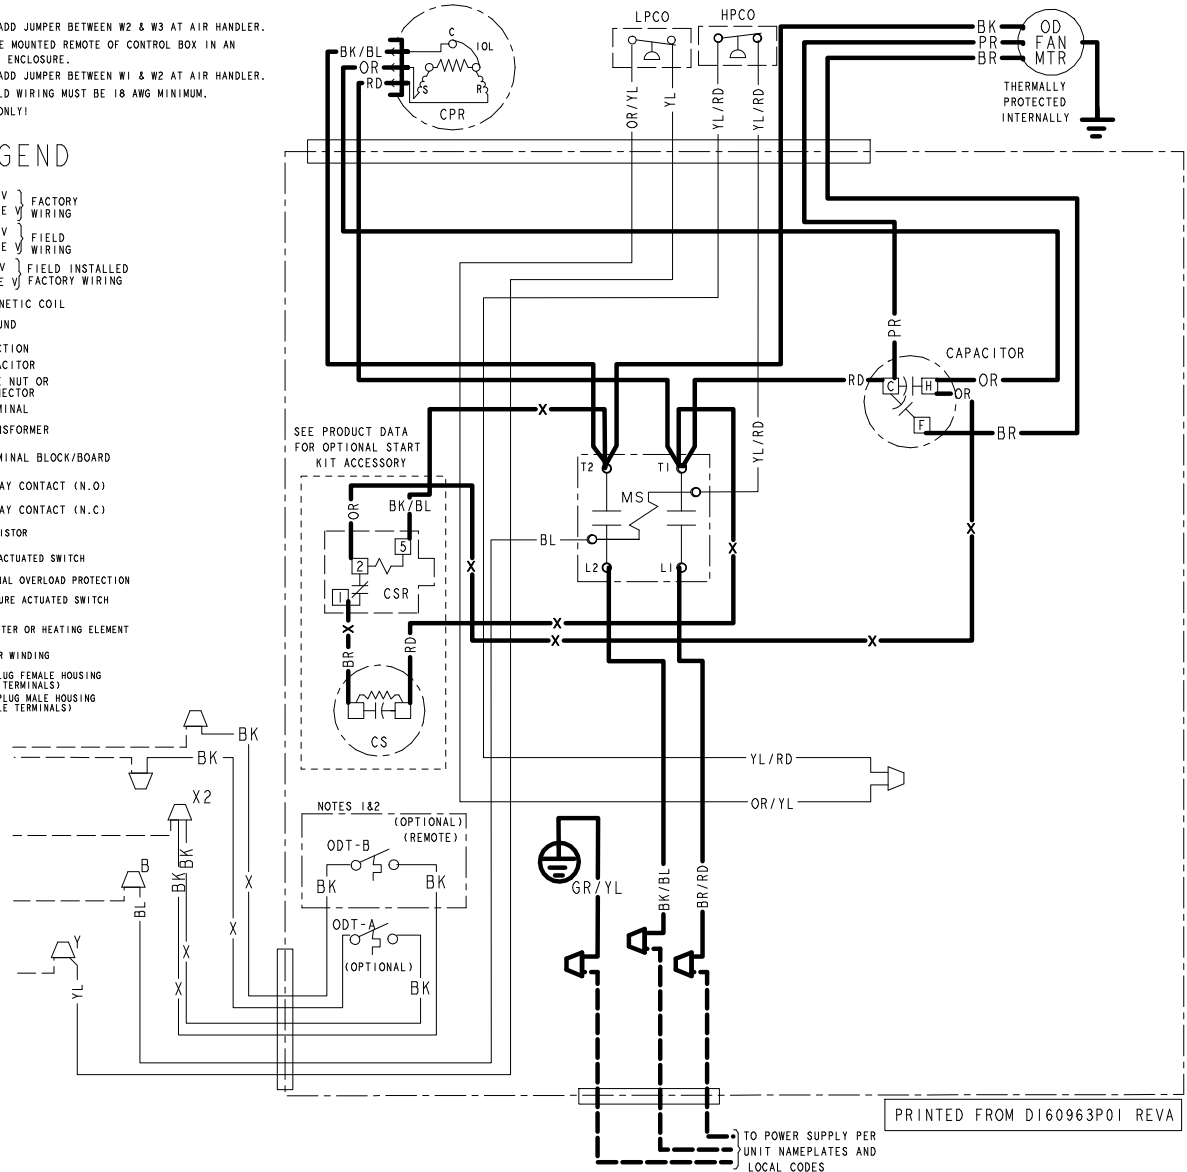 ADD JUMPER BETWEEN W2 & W3 AT AIR HANDLER.
E MOUNTED REMOTE OF CONTROL BOX IN AN
ENCLOSURE.
ADD JUMPER BETWEEN W1 & W2 AT AIR HANDLER.
LD WIRING MUST BE 18 AWG MINIMUM.
ONLY!
GEND
V
E V
FACTORY
WIRING
V
E V
FIELD
WIRING
V
E V
FIELD INSTALLED
FACTORY WIRING
NETIC COIL
UND
CTION
ACITOR
E NUT OR
NECTOR
MINAL
NSFORMER
MINAL BLOCK/BOARD
AY CONTACT (N.O)
AY CONTACT (N.C)
ISTOR
ACTUATED SWITCH
NAL OVERLOAD PROTECTION
URE ACTUATED SWITCH
TER OR HEATING ELEMENT
R WINDING
LUG FEMALE HOUSING
TERMINALS)
PLUG MALE HOUSING
LE TERMINALS)
BK/BL
OR
RD
C
IOL
S
R
CPR
LPCO
HPCO
OR/YL
YL
YL/RD
YL/RD
BK
PR
BR
OD
FAN
MTR
THERMALLY
PROTECTED
INTERNALLY
PR
CAPACITOR
RD
C
H
OR
OR
F
BR
YL/RD
X
SEE PRODUCT DATA
FOR OPTIONAL START
KIT ACCESSORY
OR
BK/BL
2
5
1
CSR
X
BR
RD
CS
T2
T1
MS
L2
L1
BL
X
X
X
X
X
X
BK
BK
X2
BK
BK
B
BL
Y
YL
X
X
X
X
NOTES 1&2
(OPTIONAL)
(REMOTE)
ODT-B
BK
BK
ODT-A
(OPTIONAL)
BK
YL/RD
OR/YL
GR/YL
BK/BL
BR/RD
PRINTED FROM D160963P01 REVA
TO POWER SUPPLY PER
UNIT NAMEPLATES AND
LOCAL CODES